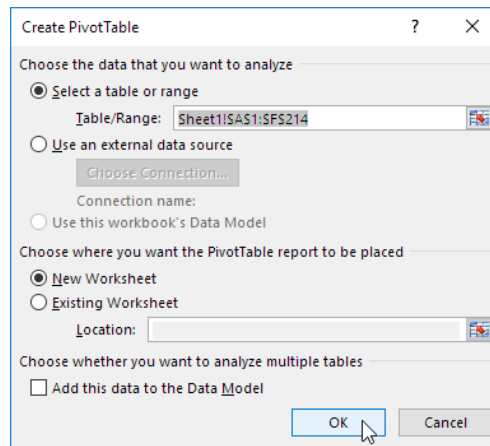 Create PivotTable ? ×
Choose the data that you want to analyze
Select a table or range
Table/Range: Sheet1!$A$1:$F$214
Use an external data source
Choose Connection...
Connection name:
Use this workbook's Data Model
Choose where you want the PivotTable report to be placed
New Worksheet
Existing Worksheet
Location:
Choose whether you want to analyze multiple tables
Add this data to the Data Model
OK Cancel